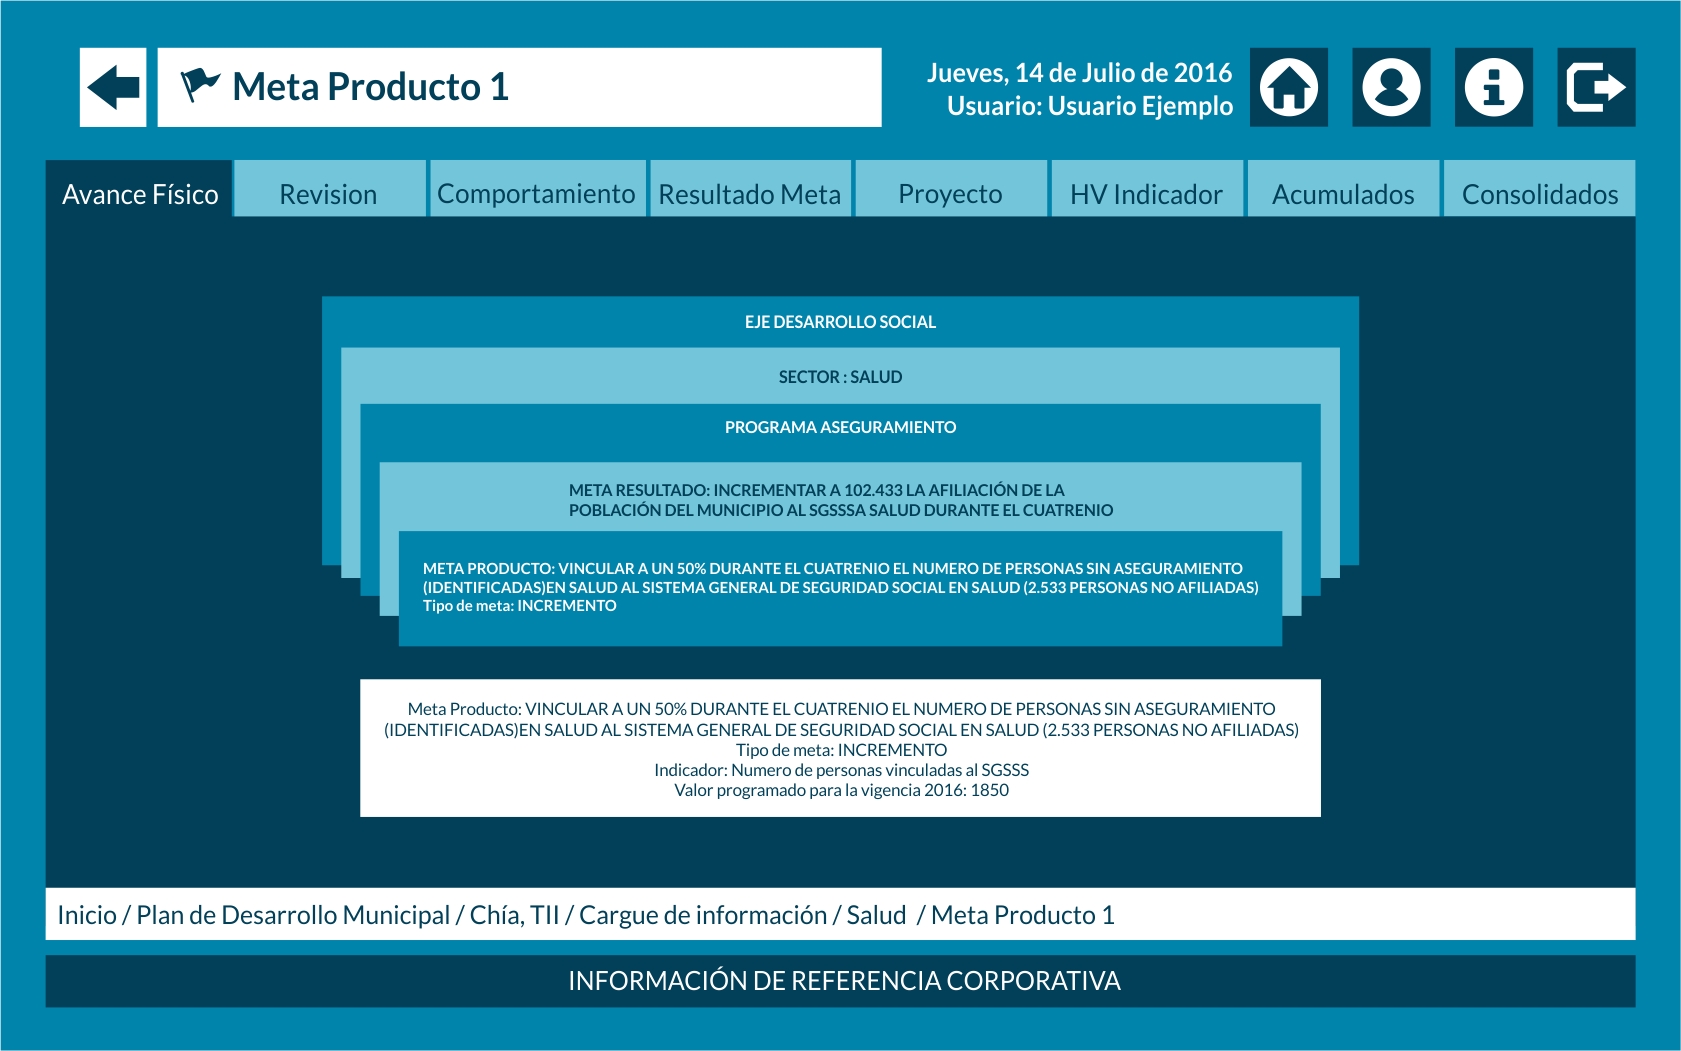 Meta Producto 1
Jueves, 14 de Julio de 2016
Usuario: Usuario Ejemplo
Avance Físico
Revision
Comportamiento
Resultado Meta
Proyecto
HV Indicador
Acumulados
Consolidados
EJE DESARROLLO SOCIAL
SECTOR : SALUD
PROGRAMA ASEGURAMIENTO
META RESULTADO: INCREMENTAR A 102.433 LA AFILIACIÓN DE LA
POBLACIÓN DEL MUNICIPIO AL SGSSSA SALUD DURANTE EL CUATRENIO
META PRODUCTO: VINCULAR A UN 50% DURANTE EL CUATRENIO EL NUMERO DE PERSONAS SIN ASEGURAMIENTO
(IDENTIFICADAS)EN SALUD AL SISTEMA GENERAL DE SEGURIDAD SOCIAL EN SALUD (2.533 PERSONAS NO AFILIADAS)
Tipo de meta: INCREMENTO
Meta Producto: VINCULAR A UN 50% DURANTE EL CUATRENIO EL NUMERO DE PERSONAS SIN ASEGURAMIENTO
(IDENTIFICADAS)EN SALUD AL SISTEMA GENERAL DE SEGURIDAD SOCIAL EN SALUD (2.533 PERSONAS NO AFILIADAS)
Tipo de meta: INCREMENTO
Indicador: Numero de personas vinculadas al SGSSS
Valor programado para la vigencia 2016: 1850
Inicio / Plan de Desarrollo Municipal / Chía, TII / Cargue de información / Salud  / Meta Producto 1
INFORMACIÓN DE REFERENCIA CORPORATIVA